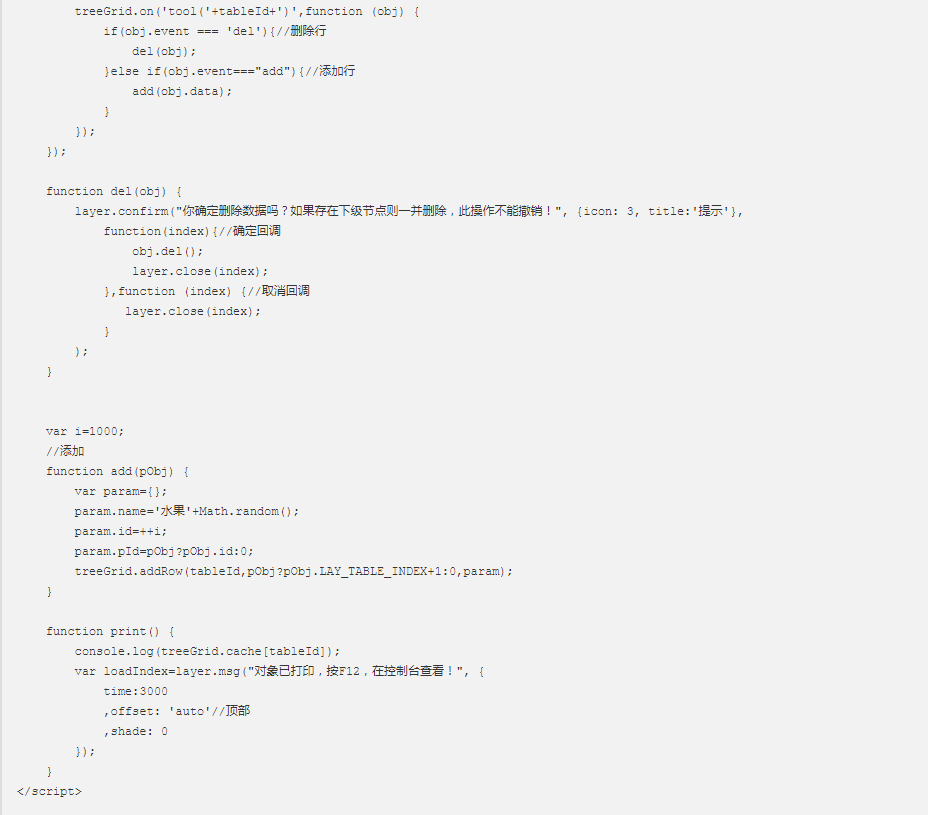 treeGrid.on('tool('+tableId+')',function (obj) {
if(obj.event === 'del'){//删除行
del(obj);
}else if(obj.event==="add"){//添加行
add(obj.data);
}
});
});
function del(obj) {
layer.confirm("你确定删除数据吗？如果存在下级节点则一并删除，此操作不能撤销！", {icon: 3, title:'提示'},
function(index){//确定回调
obj.del();
layer.close(index);
},function (index) {//取消回调
layer.close(index);
}
);
}
var i=1000;
//添加
function add(pObj) {
var param={};
param.name='水果'+Math.random();
param.id=++i;
param.pId=pObj?pObj.id:0;
treeGrid.addRow(tableId,pObj?pObj.LAY_TABLE_INDEX+1:0,param);
}
function print() {
console.log(treeGrid.cache[tableId]);
var loadIndex=layer.msg("对象已打印，按F12，在控制台查看！", {
time:3000
,offset: 'auto'//顶部
,shade: 0
});
}
</script>